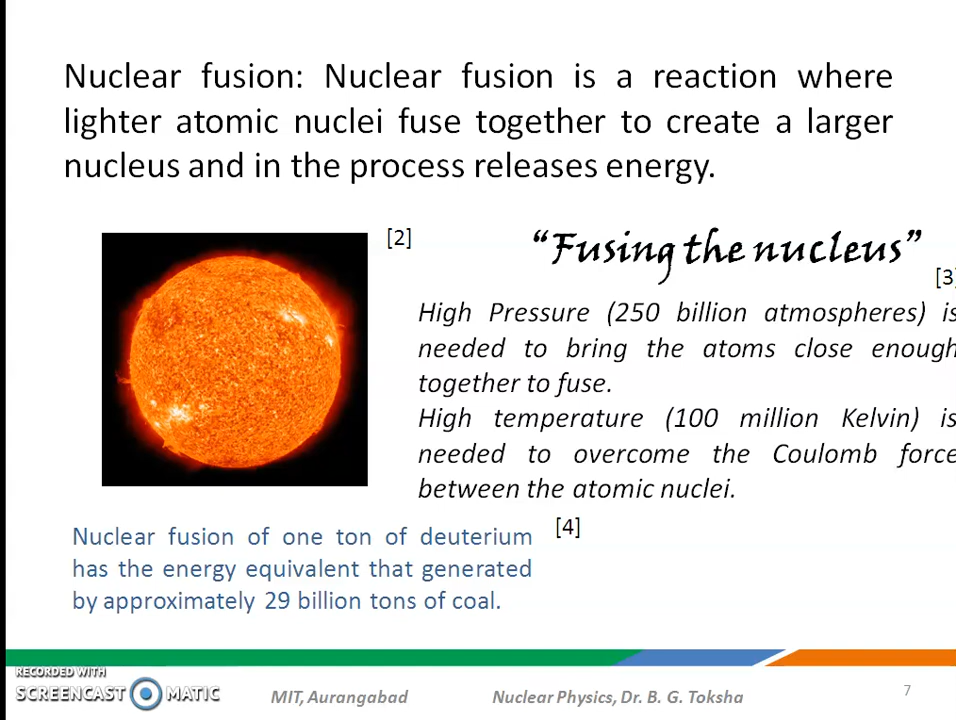 Nuclear fusion: Nuclear fusion is a reaction where
lighter atomic nuclei fuse together to create a larger
nucleus and in the process releases energy.
[2]
“Fusing the nucleus”
[3]
High Pressure (250 billion atmospheres) is
needed to bring the atoms close enough
together to fuse.
High temperature (100 million Kelvin) is
needed to overcome the Coulomb force
between the atomic nuclei.
[4]
Nuclear fusion of one ton of deuterium
has the energy equivalent that generated
by approximately 29 billion tons of coal.
RECORDED WITH
SCREENCAST MATIC
MIT, Aurangabad
Nuclear Physics, Dr. B. G. Toksha
7